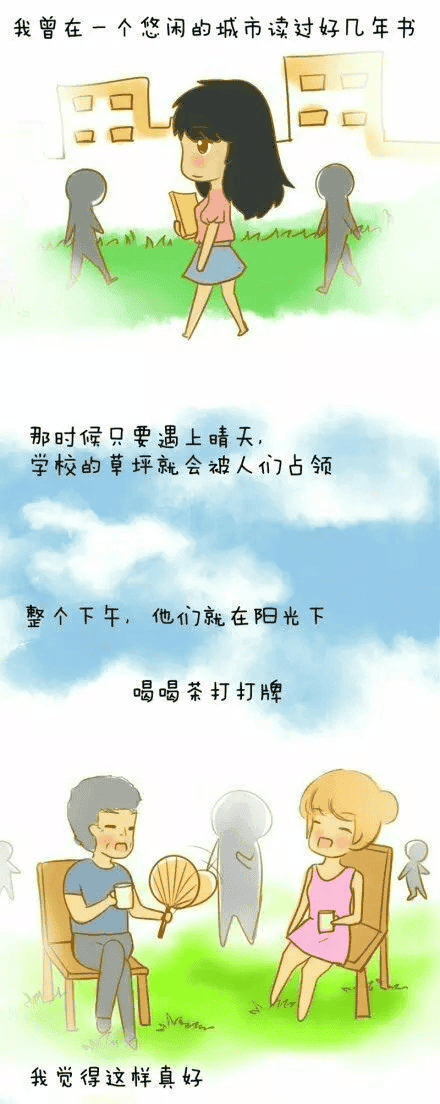 我曾在一个悠闲的城市读过好几年书
那时候只要遇上晴天,
学校的草坪就会被人们占领
整个下午,他们就在阳光下
喝喝茶打打牌
我觉得这样真好